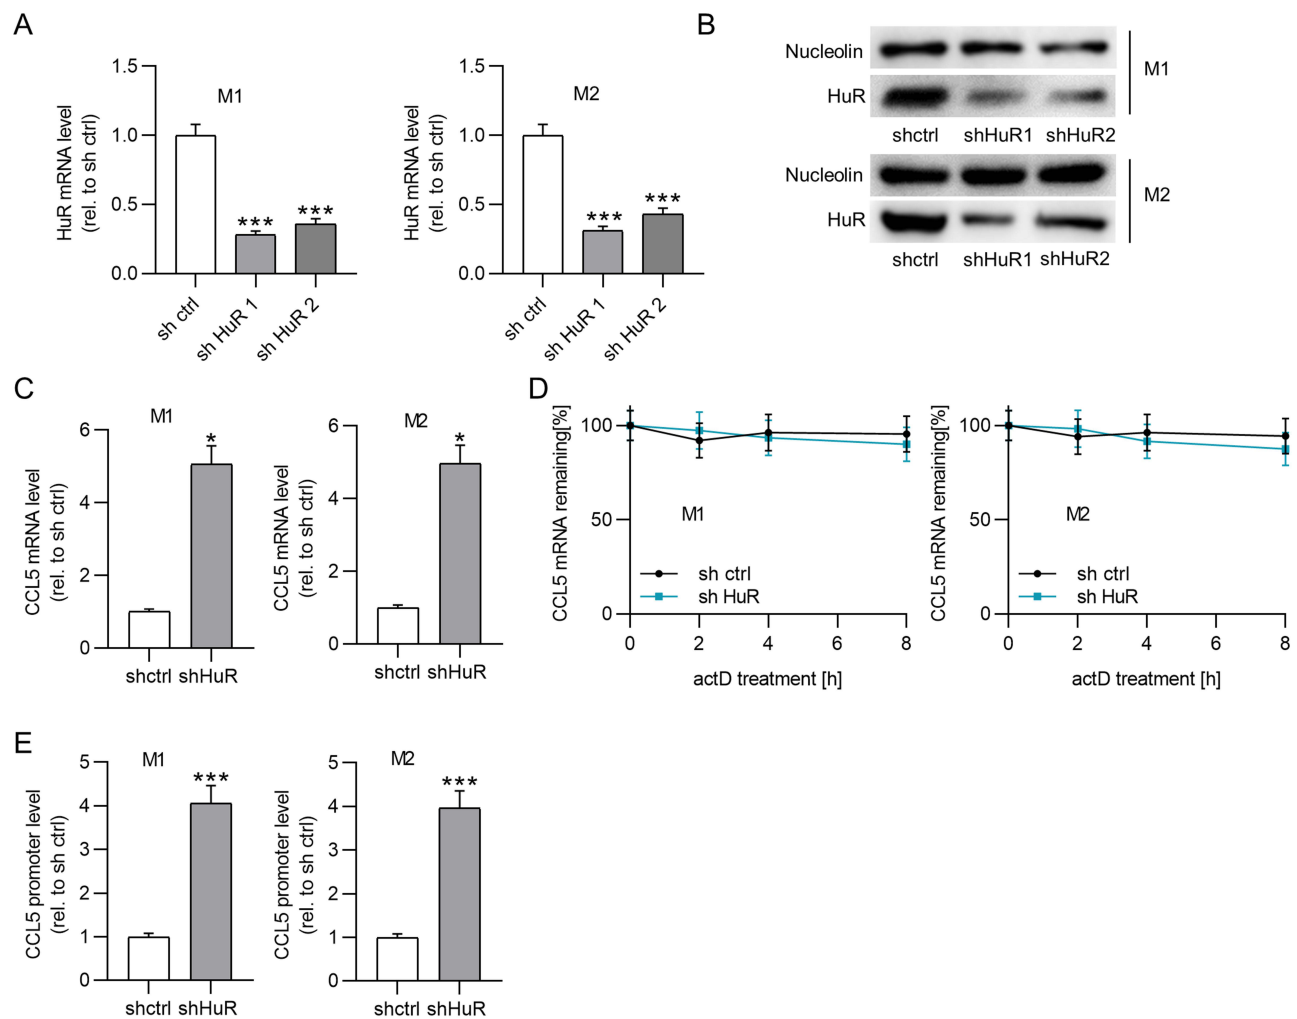 A
HuR mRNA level
(rel. to sh ctrl)
1.5
1.0
0.5
0.0
M1
***
***
sh ctrl
sh HuR 1
sh HuR 2
HuR mRNA level
(rel. to sh ctrl)
1.5
1.0
0.5
0.0
M2
***
***
sh ctrl
sh HuR 1
sh HuR 2
B
Nucleolin
HuR
M1
shctrl shHuR1 shHuR2
Nucleolin
HuR
M2
shctrl shHuR1 shHuR2
C
CCL5 mRNA level
(rel. to sh ctrl)
6
4
2
0
M1
*
shctrl shHuR
CCL5 mRNA level
(rel. to sh ctrl)
6
4
2
0
M2
*
shctrl shHuR
D
CCL5 mRNA remaining[%]
100
50
0
M1
sh ctrl
sh HuR
0 2 4 6 8
actD treatment [h]
CCL5 mRNA remaining[%]
100
50
0
M2
sh ctrl
sh HuR
0 2 4 6 8
actD treatment [h]
E
CCL5 promoter level
(rel. to sh ctrl)
5
4
3
2
1
0
M1
***
shctrl shHuR
CCL5 promoter level
(rel. to sh ctrl)
5
4
3
2
1
0
M2
***
shctrl shHuR